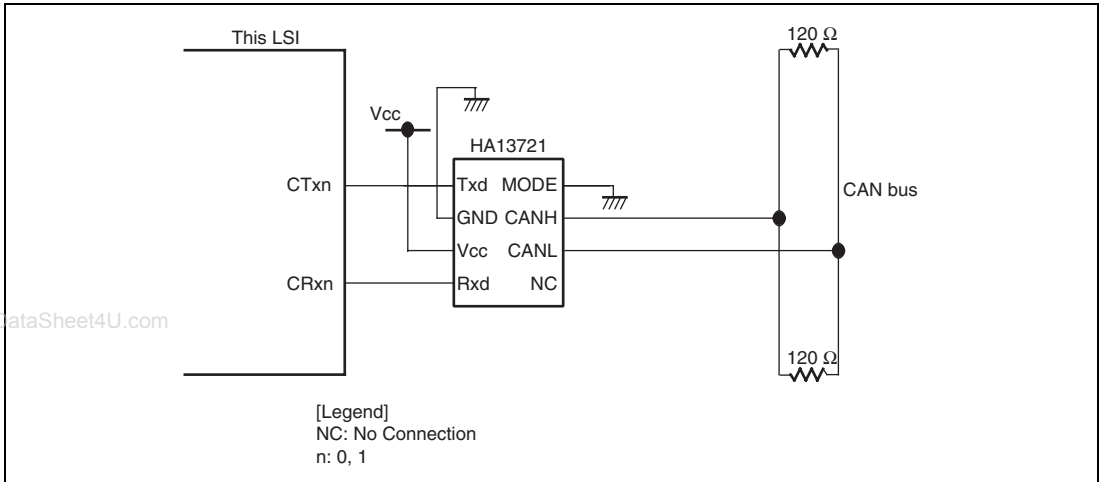 This LSI
120 Ω
Vcc
HA13721
CTxn
Txd MODE
CAN bus
GND CANH
Vcc CANL
CRxn
Rxd NC
DataSheet4U.com
120 Ω
[Legend]
NC: No Connection
n: 0, 1